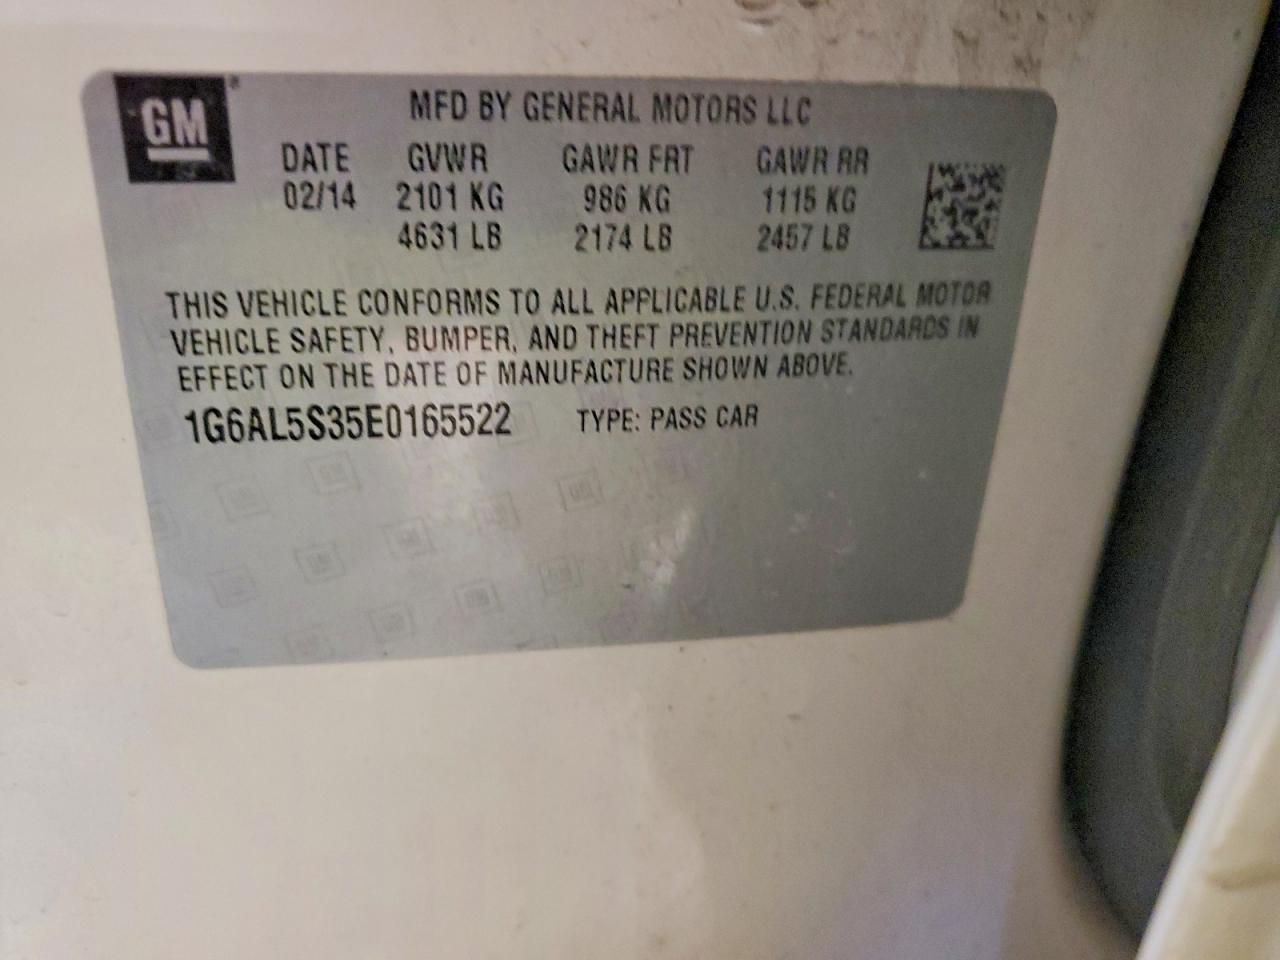 GM
MFD BY GENERAL MOTORS LLC
DATE GVWR GAWR FRT GAWR RR
02/14 2101 KG 986 KG 1115 KG
4631 LB 2174 LB 2457 LB
THIS VEHICLE CONFORMS TO ALL APPLICABLE U.S. FEDERAL MOTOR
VEHICLE SAFETY, BUMPER, AND THEFT PREVENTION STANDARDS IN
EFFECT ON THE DATE OF MANUFACTURE SHOWN ABOVE.
1G6AL5S35E0165522 TYPE: PASS CAR